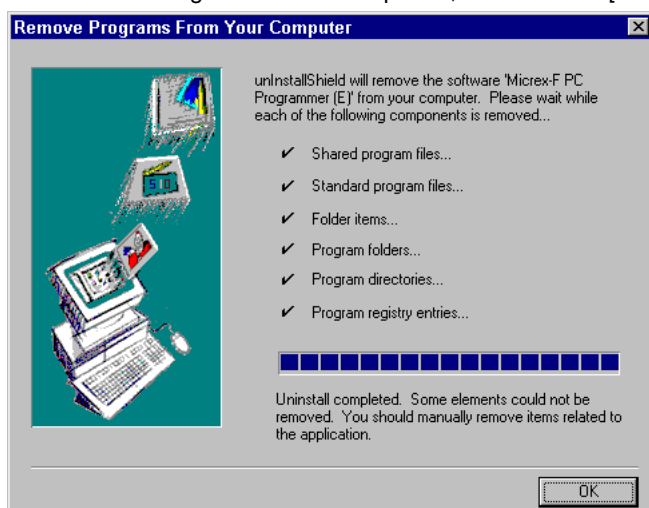 Remove Programs From Your Computer
unInstallShield will remove the software 'Micrex-F PC
Programmer (E)' from your computer.  Please wait while
each of the following components is removed...
✔ Shared program files...
✔ Standard program files...
✔ Folder items...
✔ Program folders...
✔ Program directories...
✔ Program registry entries...
5 0
Uninstall completed.  Some elements could not be
removed.  You should manually remove items related to
the application.
OK